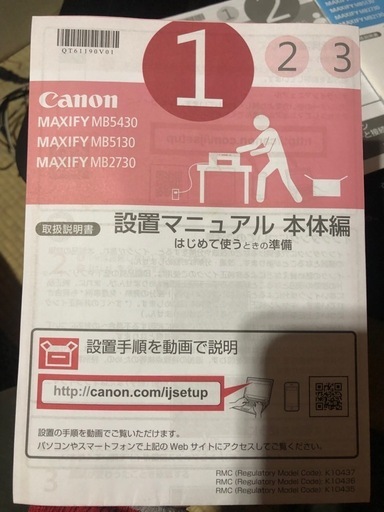 QT61190V01
1 2 3
Canon
MAXIFY MB5430
MAXIFY MB5130
MAXIFY MB2730
取扱説明書 設置マニュアル 本体編
はじめて使うときの準備
設置手順を動画で説明
http://canon.com/ijsetup
設置の手順を動画でご覧いただけます。
パソコンやスマートフォンで上記の Web サイトにアクセスしてご覧ください。
RMC (Regulatory Model Code): K10437
RMC (Regulatory Model Code): K10436
RMC (Regulatory Model Code): K10435